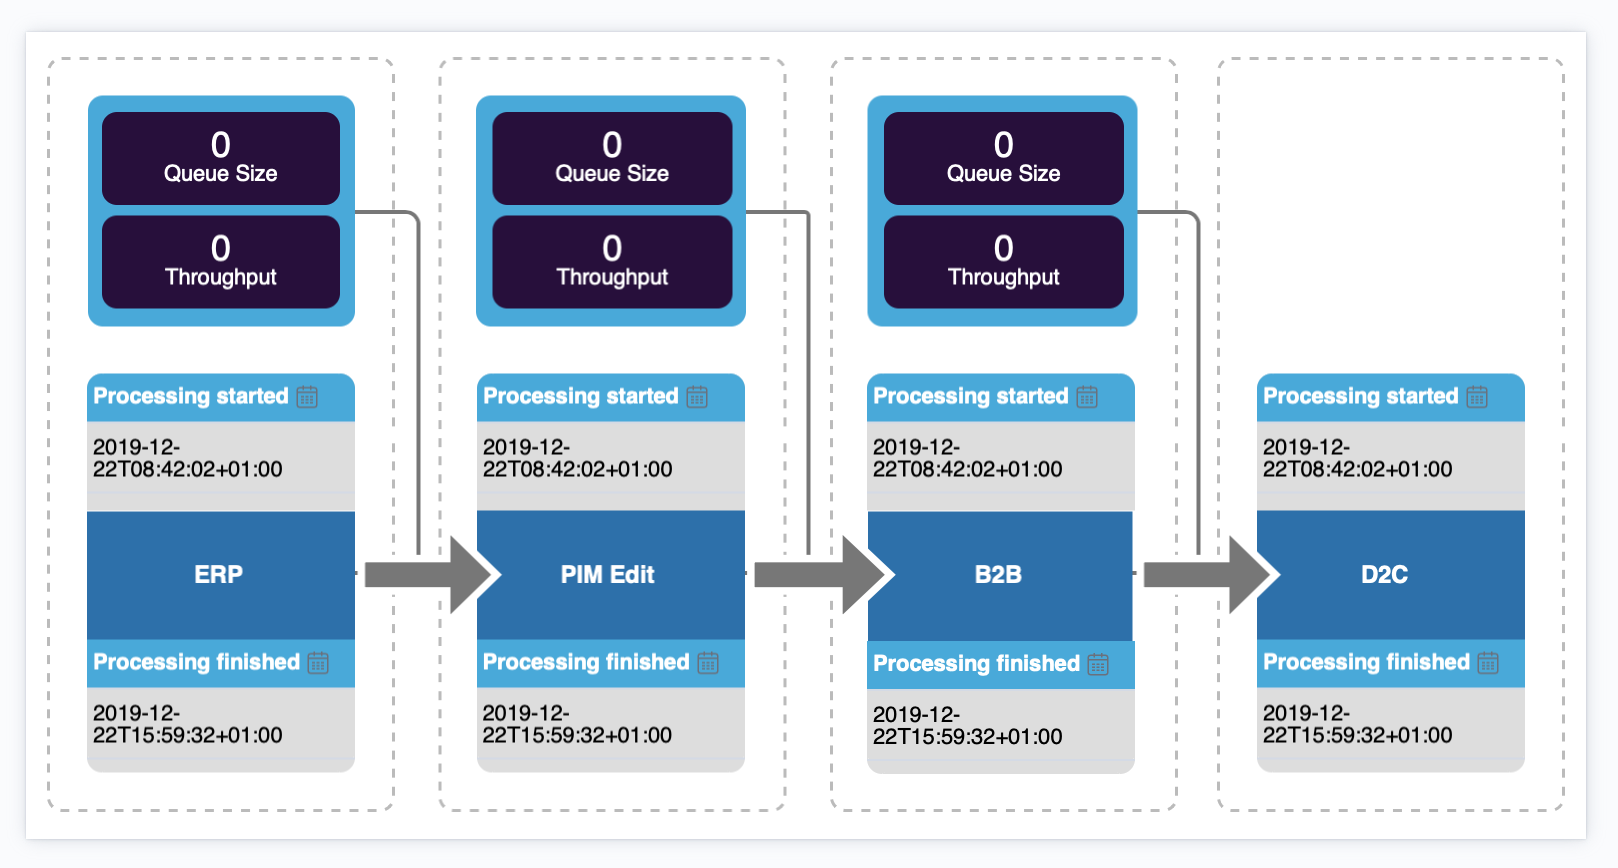 0
Queue Size
0
Throughput
0
Queue Size
0
Throughput
0
Queue Size
0
Throughput
Processing started
2019-12-
22T08:42:02+01:00
ERP
Processing finished
2019-12-
22T15:59:32+01:00
Processing started
2019-12-
22T08:42:02+01:00
PIM Edit
Processing finished
2019-12-
22T15:59:32+01:00
Processing started
2019-12-
22T08:42:02+01:00
B2B
Processing finished
2019-12-
22T15:59:32+01:00
Processing started
2019-12-
22T08:42:02+01:00
D2C
Processing finished
2019-12-
22T15:59:32+01:00